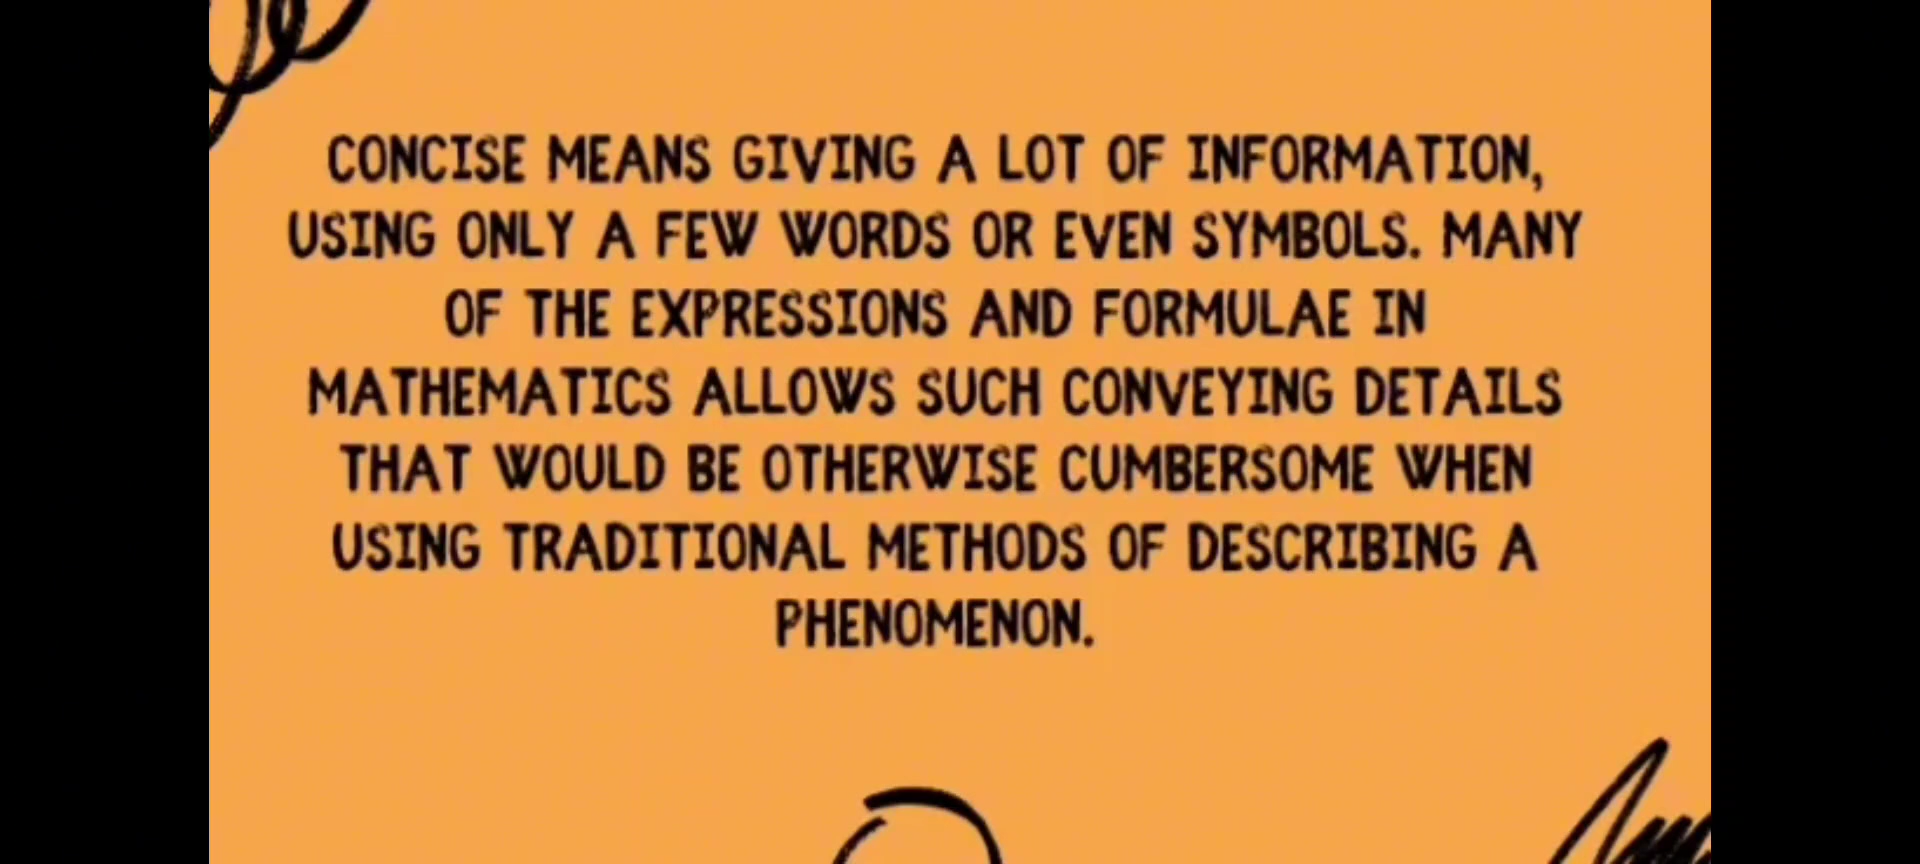 CONCISE MEANS GIVING A LOT OF INFORMATION,
USING ONLY A FEW WORDS OR EVEN SYMBOLS. MANY
OF THE EXPRESSIONS AND FORMULAE IN
MATHEMATICS ALLOWS SUCH CONVEYING DETAILS
THAT WOULD BE OTHERWISE CUMBERSOME WHEN
USING TRADITIONAL METHODS OF DESCRIBING A
PHENOMENON.